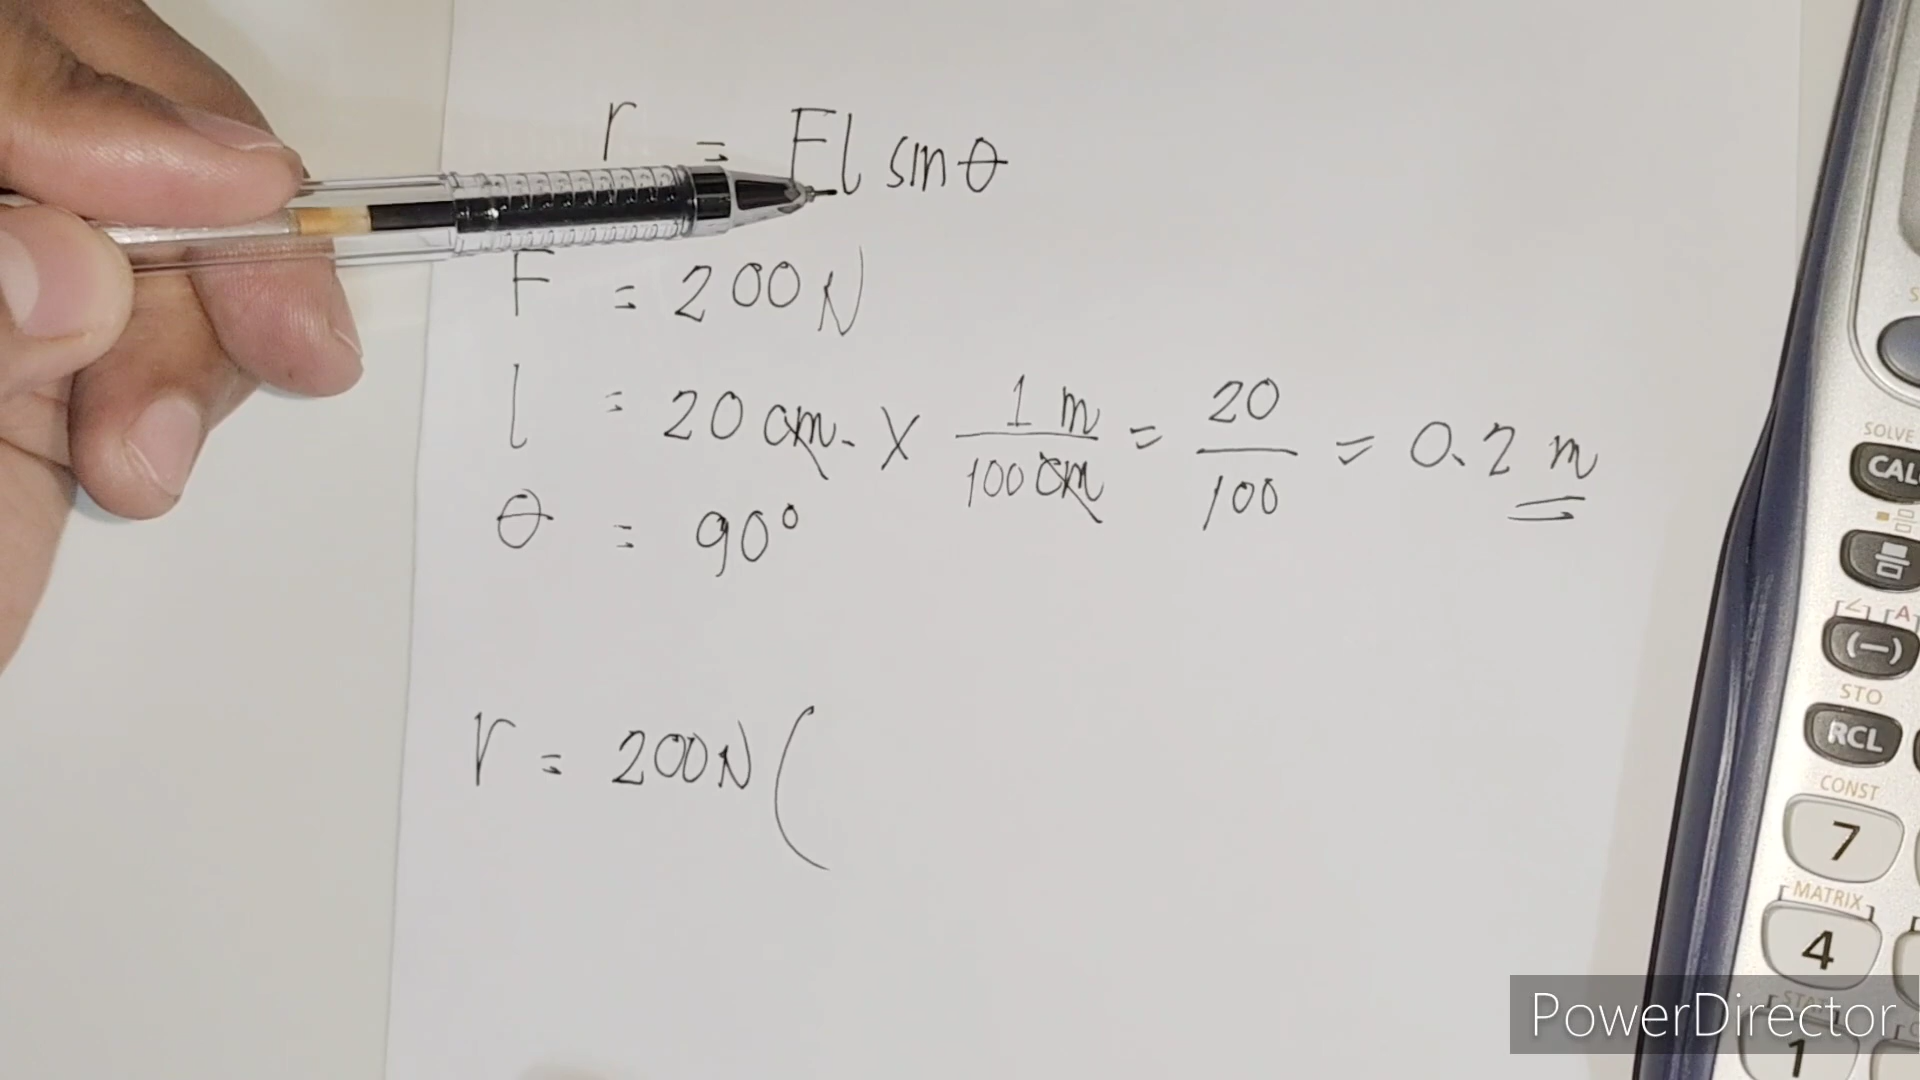 r = Fl sinθ
F = 200 N
l = 20 cm. X 1 m / 100 cm = 20 / 100 = 0.2 m
θ = 90°
r = 200N (
SOLVE
CALC
(−)
STO
RCL
CONST
7
MATRIX
4
1
PowerDirector